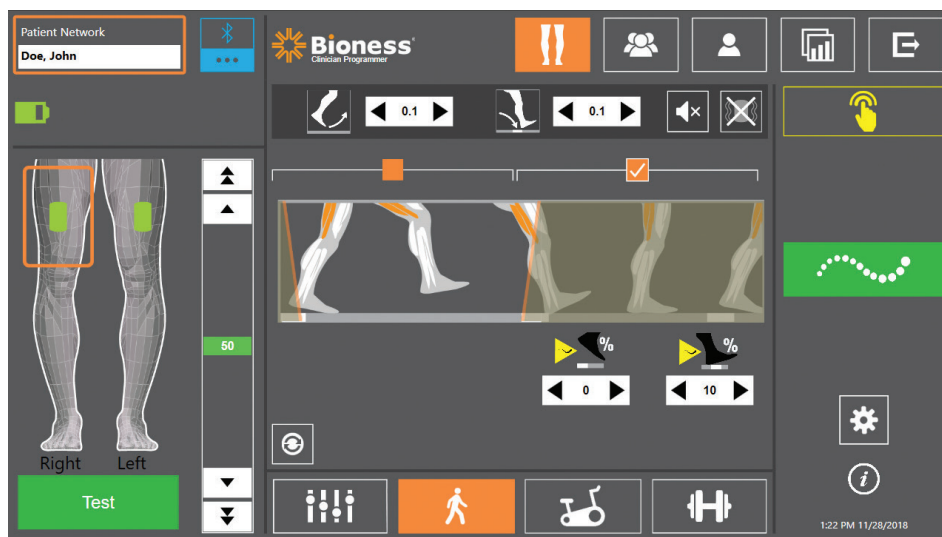 Patient Network
Doe, John
Bioness
Clinician Programmer
0.1
0.1
50
%
%
0
10
Right
Left
Test
i
1:22 PM 11/28/2018